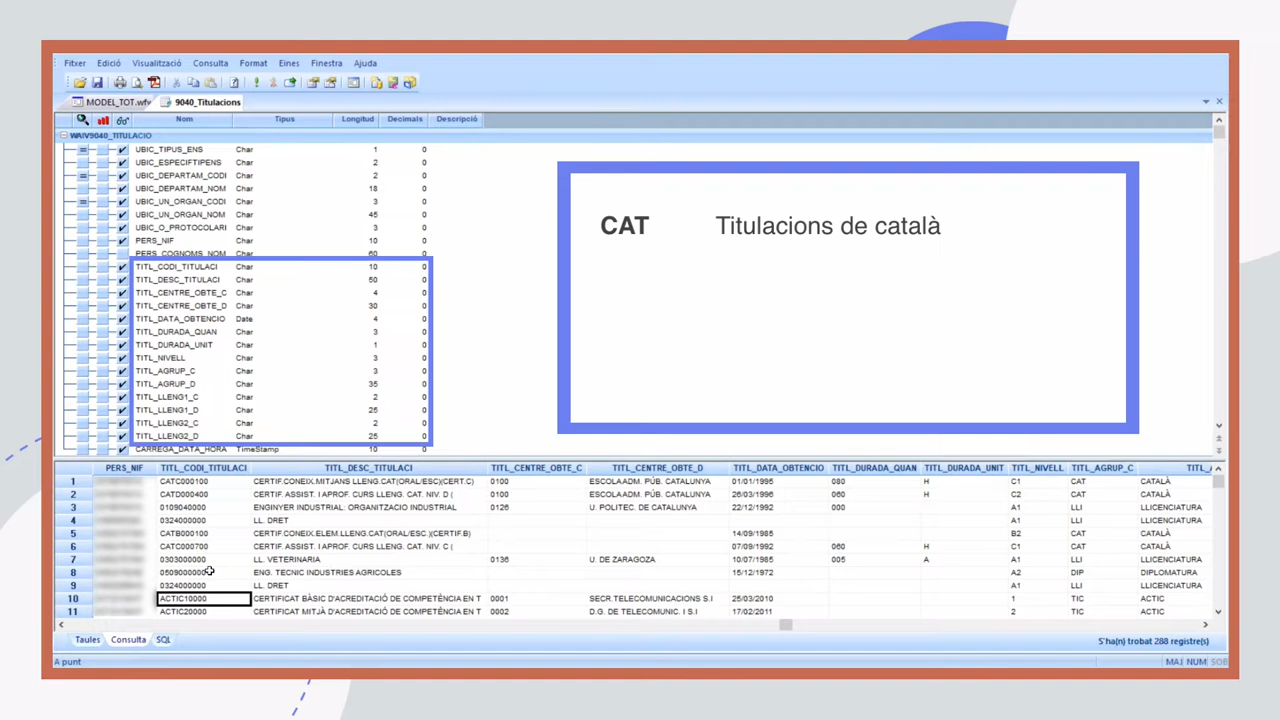 Fitxer Edició Visualització Consulta Format Eines Finestra Ajuda
MODEL_TOT.wfv 9040_Titulacions
Nom Tipus Longitud Decimals Descripció
WAIV9040_TITULACIO
UBIC_TIPUS_ENS Char 1 0
UBIC_ESPECIFTIPENS Char 2 0
UBIC_DEPARTAM_CODI Char 2 0
UBIC_DEPARTAM_NOM Char 18 0
UBIC_UN_ORGAN_CODI Char 3 0
UBIC_UN_ORGAN_NOM Char 45 0
UBIC_O_PROTOCOLARI Char 3 0
PERS_NIF Char 10 0
PERS_COGNOMS_NOM Char 60 0
TITL_CODI_TITULACI Char 10 0
TITL_DESC_TITULACI Char 50 0
TITL_CENTRE_OBTE_C Char 4 0
TITL_CENTRE_OBTE_D Char 30 0
TITL_DATA_OBTENCIO Date 4 0
TITL_DURADA_QUAN Char 3 0
TITL_DURADA_UNIT Char 1 0
TITL_NIVELL Char 3 0
TITL_AGRUP_C Char 3 0
TITL_AGRUP_D Char 35 0
TITL_LLENG1_C Char 2 0
TITL_LLENG1_D Char 25 0
TITL_LLENG2_C Char 2 0
TITL_LLENG2_D Char 25 0
CARREGA_DATA_HORA TimeStamp 10 0
CAT Titulacions de català
PERS_NIF TITL_CODI_TITULACI TITL_DESC_TITULACI TITL_CENTRE_OBTE_C TITL_CENTRE_OBTE_D TITL_DATA_OBTENCIO TITL_DURADA_QUAN TITL_DURADA_UNIT TITL_NIVELL TITL_AGRUP_C TITL_A
1 CATC000100 CERTIF.CONEIX.MITJANS LLENG.CAT(ORAL/ESC)(CERT.C) 0100 ESCOLA ADM. PÚB. CATALUNYA 01/01/1995 080 H C1 CAT CATALÀ
2 CATD000400 CERTIF. ASSIST. I APROF. CURS LLENG. CAT. NIV. D ( 0100 ESCOLA ADM. PÚB. CATALUNYA 26/03/1996 060 H C2 CAT CATALÀ
3 0109040000 ENGINYER INDUSTRIAL: ORGANITZACIO INDUSTRIAL 0126 U. POLITEC. DE CATALUNYA 22/12/1992 000 A1 LLI LLICENCIATURA
4 0324000000 LL. DRET A1 LLI LLICENCIATURA
5 CATB000100 CERTIF.CONEIX.ELEM.LLENG.CAT(ORAL/ESC.)(CERTIF.B) 14/09/1985 B2 CAT CATALÀ
6 CATC000700 CERTIF. ASSIST. I APROF. CURS LLENG. CAT. NIV. C ( 07/09/1992 060 H C1 CAT CATALÀ
7 0303000000 LL. VETERINARIA 0136 U. DE ZARAGOZA 10/07/1985 005 A A1 LLI LLICENCIATURA
8 0509000000 ENG. TECNIC INDUSTRIES AGRICOLES 15/12/1972 A2 DIP DIPLOMATURA
9 0324000000 LL. DRET A1 LLI LLICENCIATURA
10 ACTIC10000 CERTIFICAT BÀSIC D'ACREDITACIÓ DE COMPETÈNCIA EN T 0001 SECR.TELECOMUNICACIONS S.I 25/03/2010 1 TIC ACTIC
11 ACTIC20000 CERTIFICAT MITJÀ D'ACREDITACIÓ DE COMPETÈNCIA EN T 0002 D.G. DE TELECOMUNIC. I S.I 17/02/2011 2 TIC ACTIC
Taules Consulta SQL S'ha(n) trobat 288 registre(s)
A punt MAJ NUM SOB